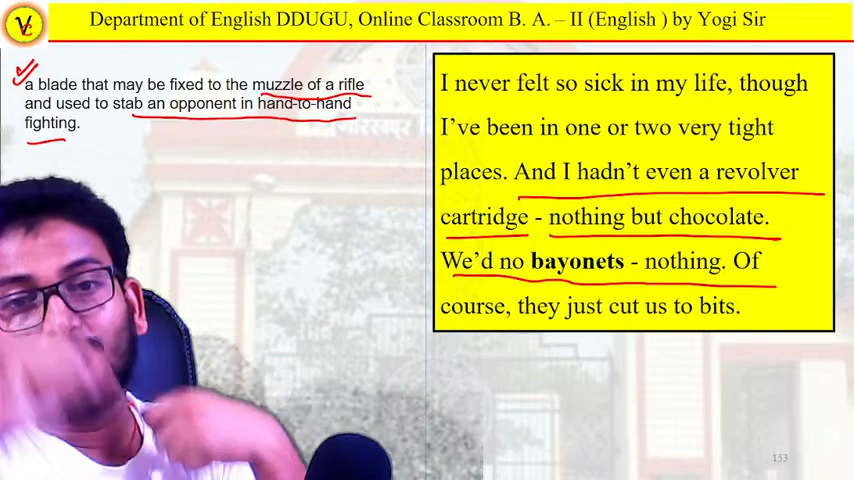 Department of English DDUGU, Online Classroom B. A. – II (English ) by Yogi Sir
a blade that may be fixed to the muzzle of a rifle
and used to stab an opponent in hand-to-hand
fighting.
I never felt so sick in my life, though
I’ve been in one or two very tight
places. And I hadn’t even a revolver
cartridge - nothing but chocolate.
We’d no bayonets - nothing. Of
course, they just cut us to bits.
153